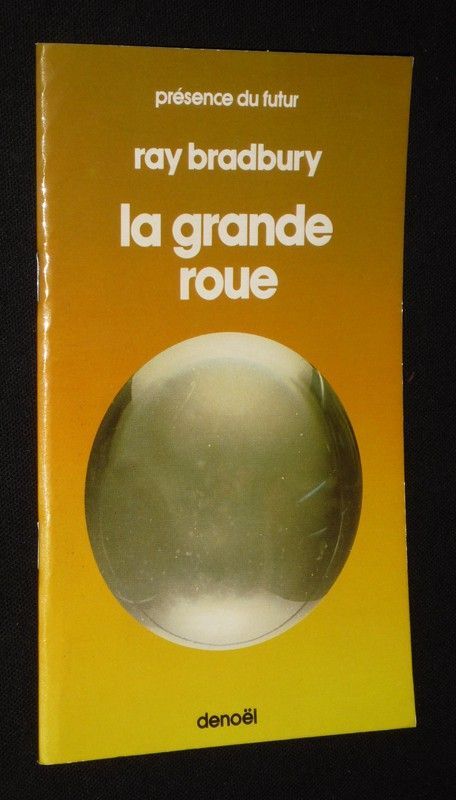 présence du futur
ray bradbury
la grande
roue
denoël